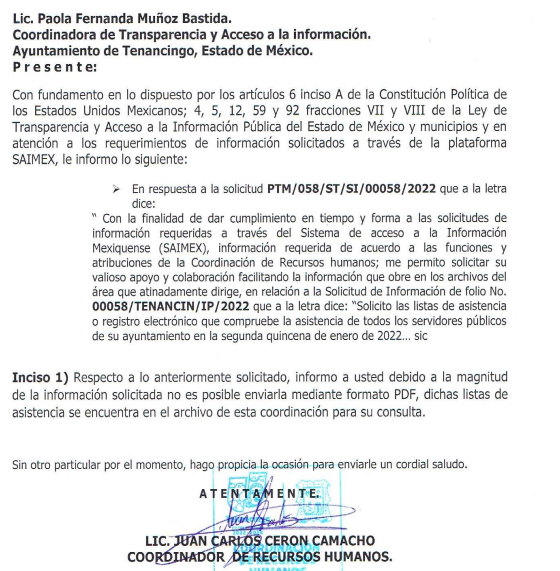 Lic. Paola Fernanda Muñoz Bastida.
Coordinadora de Transparencia y Acceso a la información.
Ayuntamiento de Tenancingo, Estado de México.
P r e s e n t e :
Con fundamento en lo dispuesto por los artículos 6 inciso A de la Constitución Política de
los Estados Unidos Mexicanos; 4, 5, 12, 59 y 92 fracciones VII y VIII de la Ley de
Transparencia y Acceso a la Información Pública del Estado de México y municipios y en
atención a los requerimientos de información solicitados a través de la plataforma
SAIMEX, le informo lo siguiente:
➢ En respuesta a la solicitud PTM/058/ST/SI/00058/2022 que a la letra
dice:
“ Con la finalidad de dar cumplimiento en tiempo y forma a las solicitudes de
información requeridas a través del Sistema de acceso a la Información
Mexiquense (SAIMEX), información requerida de acuerdo a las funciones y
atribuciones de la Coordinación de Recursos humanos; me permito solicitar su
valioso apoyo y colaboración facilitando la información que obre en los archivos del
área que atinadamente dirige, en relación a la Solicitud de Información de folio No.
00058/TENANCIN/IP/2022 que a la letra dice: “Solicito las listas de asistencia
o registro electrónico que compruebe la asistencia de todos los servidores públicos
de su ayuntamiento en la segunda quincena de enero de 2022... sic
Inciso 1) Respecto a lo anteriormente solicitado, informo a usted debido a la magnitud
de la información solicitada no es posible enviarla mediante formato PDF, dichas listas de
asistencia se encuentra en el archivo de esta coordinación para su consulta.
Sin otro particular por el momento, hago propicia la ocasión para enviarle un cordial saludo.
A T E N T A M E N T E.
LIC. JUAN CARLOS CERON CAMACHO
COORDINACIÓN
COORDINADOR DE RECURSOS HUMANOS.
DE RECURSOS
HUMANOS